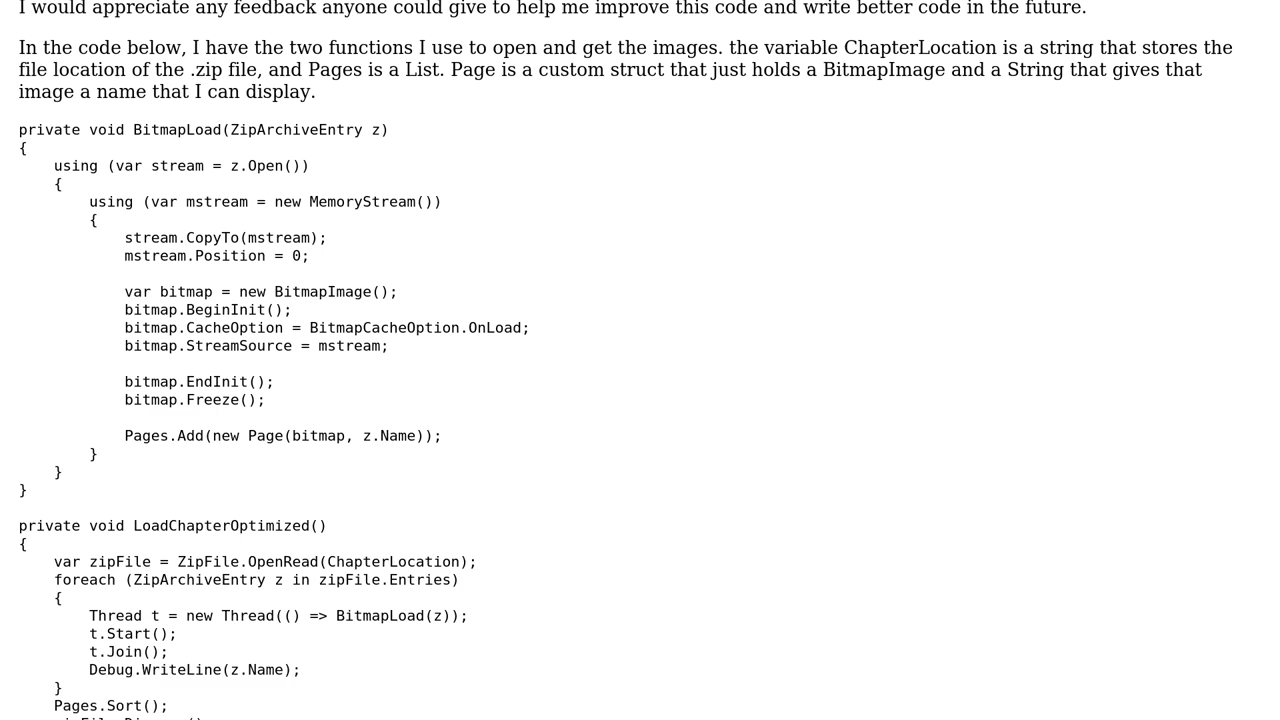 I would appreciate any feedback anyone could give to help me improve this code and write better code in the future.
In the code below, I have the two functions I use to open and get the images. the variable ChapterLocation is a string that stores the
file location of the .zip file, and Pages is a List. Page is a custom struct that just holds a BitmapImage and a String that gives that
image a name that I can display.
private void BitmapLoad(ZipArchiveEntry z)
{
    using (var stream = z.Open())
    {
        using (var mstream = new MemoryStream())
        {
            stream.CopyTo(mstream);
            mstream.Position = 0;

            var bitmap = new BitmapImage();
            bitmap.BeginInit();
            bitmap.CacheOption = BitmapCacheOption.OnLoad;
            bitmap.StreamSource = mstream;

            bitmap.EndInit();
            bitmap.Freeze();

            Pages.Add(new Page(bitmap, z.Name));
        }
    }
}

private void LoadChapterOptimized()
{
    var zipFile = ZipFile.OpenRead(ChapterLocation);
    foreach (ZipArchiveEntry z in zipFile.Entries)
    {
        Thread t = new Thread(() => BitmapLoad(z));
        t.Start();
        t.Join();
        Debug.WriteLine(z.Name);
    }
    Pages.Sort();